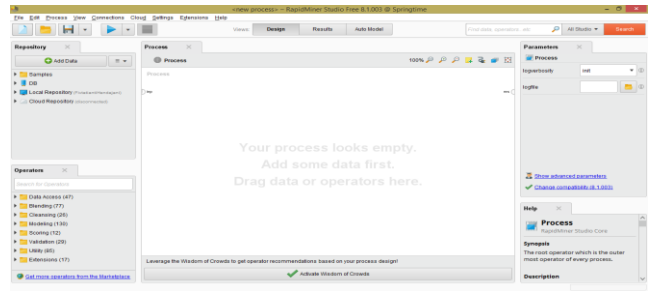 <new process> – RapidMiner Studio Free 8.1.003 @ Springtime
File Edit Process View Connections Cloud Settings Extensions Help
Views: Design Results Auto Model
Find data, operators...etc All Studio Search
Repository
Add Data
Samples
DB
Local Repository
Cloud Repository (disconnected)
Operators
Search for Operators
Data Access (47)
Blending (77)
Cleansing (26)
Modeling (130)
Scoring (12)
Validation (29)
Utility (85)
Extensions (17)
Get more operators from the Marketplace
Process
Process 100%
Process
Your process looks empty.
Add some data first.
Drag data or operators here.
Leverage the Wisdom of Crowds to get operator recommendations based on your process design!
Activate Wisdom of Crowds
Parameters
Process
logverbosity init
logfile
Show advanced parameters
Change compatibility (8.1.003)
Help
Process
RapidMiner Studio Core
Synopsis
The root operator which is the outer
most operator of every process.
Description